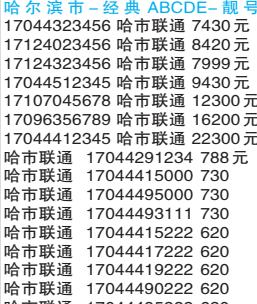 哈尔滨市-经典 ABCDE-靓号
17044323456 哈市联通 7430元
17124023456 哈市联通 8420元
17124323456 哈市联通 7999元
17044512345 哈市联通 9430元
17107045678 哈市联通 12300元
17096356789 哈市联通 16200元
17044412345 哈市联通 22300元
哈市联通 17044291234 788元
哈市联通 17044415000 730
哈市联通 17044495000 730
哈市联通 17044493111 730
哈市联通 17044415222 620
哈市联通 17044417222 620
哈市联通 17044419222 620
哈市联通 17044490222 620